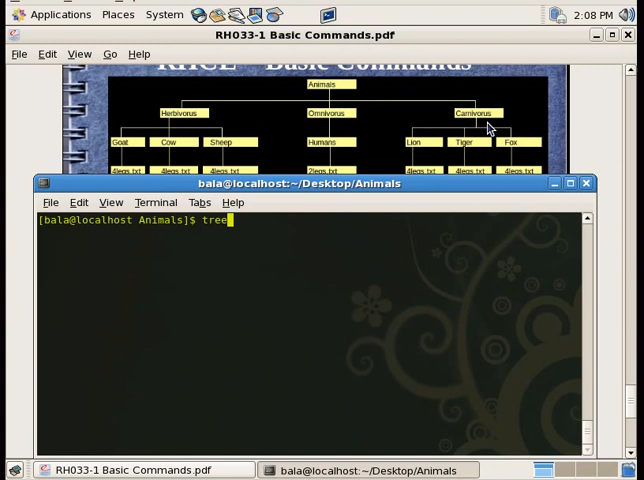 Applications Places System 2:08 PM
RH033-1 Basic Commands.pdf
File Edit View Go Help
RHCE Basic Commands
Animals
Herbivorus Omnivorus Carnivorus
Goat Cow Sheep Humans Lion Tiger Fox
4legs.txt 4legs.txt 4legs.txt 2legs.txt 4legs.txt 4legs.txt 4legs.txt
bala@localhost:~/Desktop/Animals
File Edit View Terminal Tabs Help
[bala@localhost Animals]$ tree
RH033-1 Basic Commands.pdf bala@localhost:~/Desktop/Animals